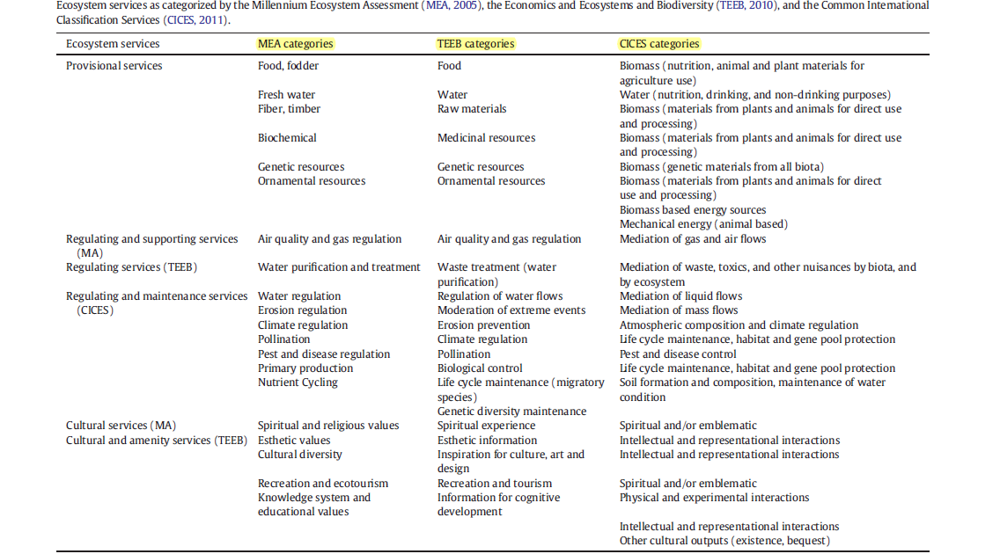 Ecosystem services as categorized by the Millennium Ecosystem Assessment (MEA, 2005), the Economics and Ecosystems and Biodiversity (TEEB, 2010), and the Common International
Classification Services (CICES, 2011).
Ecosystem services MEA categories TEEB categories CICES categories
Provisional services Food, fodder Food Biomass (nutrition, animal and plant materials for
agriculture use)
Fresh water Water Water (nutrition, drinking, and non-drinking purposes)
Fiber, timber Raw materials Biomass (materials from plants and animals for direct use
and processing)
Biochemical Medicinal resources Biomass (materials from plants and animals for direct use
and processing)
Genetic resources Genetic resources Biomass (genetic materials from all biota)
Ornamental resources Ornamental resources Biomass (materials from plants and animals for direct
use and processing)
Biomass based energy sources
Mechanical energy (animal based)
Regulating and supporting services Air quality and gas regulation Air quality and gas regulation Mediation of gas and air flows
(MA)
Regulating services (TEEB) Water purification and treatment Waste treatment (water Mediation of waste, toxics, and other nuisances by biota, and
purification) by ecosystem
Regulating and maintenance services Water regulation Regulation of water flows Mediation of liquid flows
(CICES) Erosion regulation Moderation of extreme events Mediation of mass flows
Climate regulation Erosion prevention Atmospheric composition and climate regulation
Pollination Climate regulation Life cycle maintenance, habitat and gene pool protection
Pest and disease regulation Pollination Pest and disease control
Primary production Biological control Life cycle maintenance, habitat and gene pool protection
Nutrient Cycling Life cycle maintenance (migratory Soil formation and composition, maintenance of water
species) condition
Genetic diversity maintenance
Cultural services (MA) Spiritual and religious values Spiritual experience Spiritual and/or emblematic
Cultural and amenity services (TEEB) Esthetic values Esthetic information Intellectual and representational interactions
Cultural diversity Inspiration for culture, art and Intellectual and representational interactions
design
Recreation and ecotourism Recreation and tourism Spiritual and/or emblematic
Knowledge system and Information for cognitive Physical and experimental interactions
educational values development
Intellectual and representational interactions
Other cultural outputs (existence, bequest)